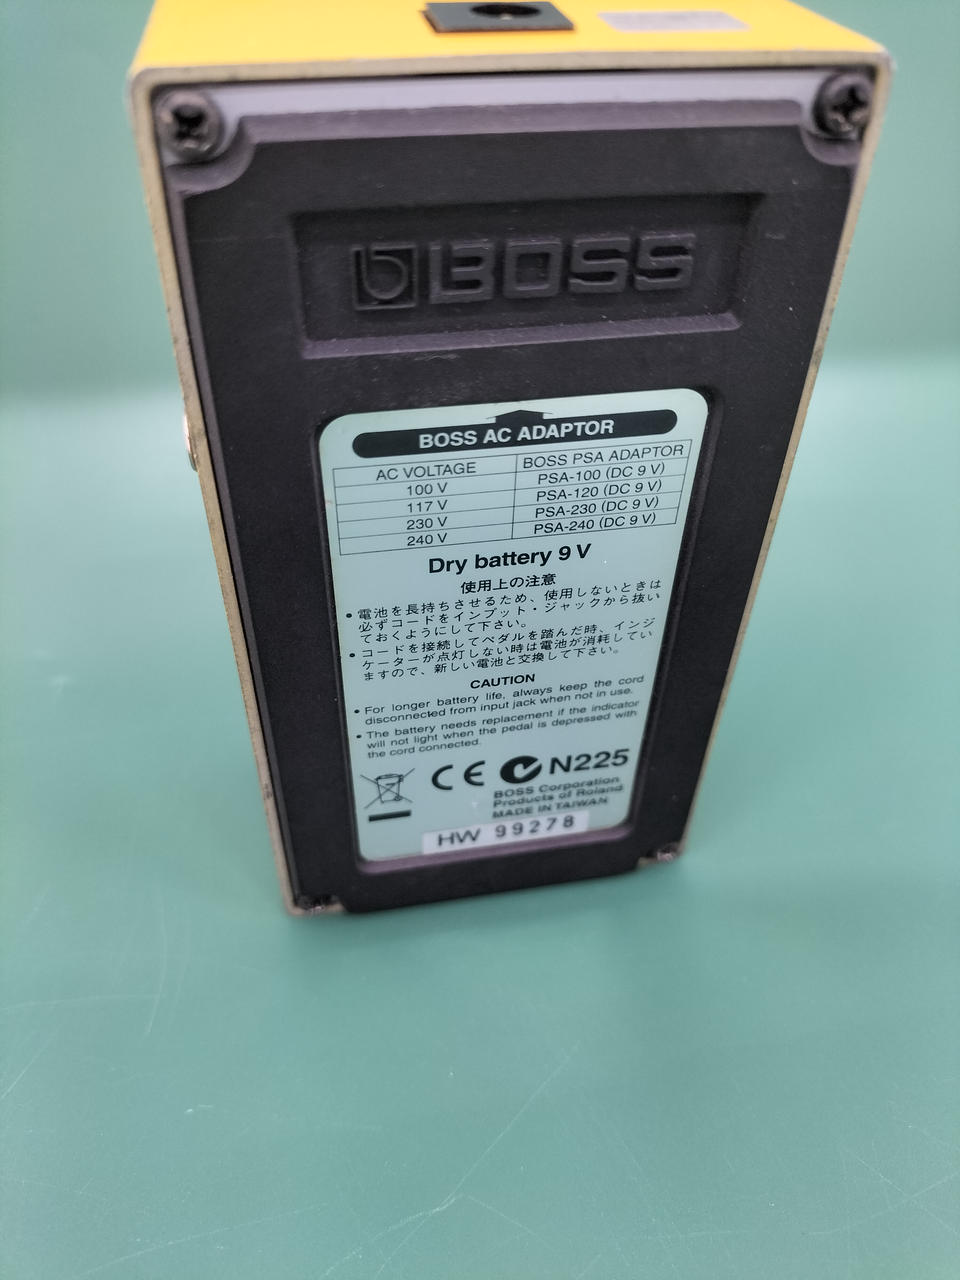 BOSS
BOSS AC ADAPTOR
AC VOLTAGE BOSS PSA ADAPTOR
100 V PSA-100 (DC 9 V)
117 V PSA-120 (DC 9 V)
230 V PSA-230 (DC 9 V)
240 V PSA-240 (DC 9 V)
Dry battery 9 V
使用上の注意
• 電池を長持ちさせるため、使用しないときは
必ずコードをインプット・ジャックから抜い
ておくようにして下さい。
• コードを接続してペダルを踏んだ時、インジ
ケーターが点灯しない時は電池が消耗してい
ますので、新しい電池と交換して下さい。
CAUTION
• For longer battery life, always keep the cord
disconnected from input jack when not in use.
• The battery needs replacement if the indicator
will not light when the pedal is depressed with
the cord connected.
CE N225
BOSS Corporation
Products of Roland
MADE IN TAIWAN
HW 99278